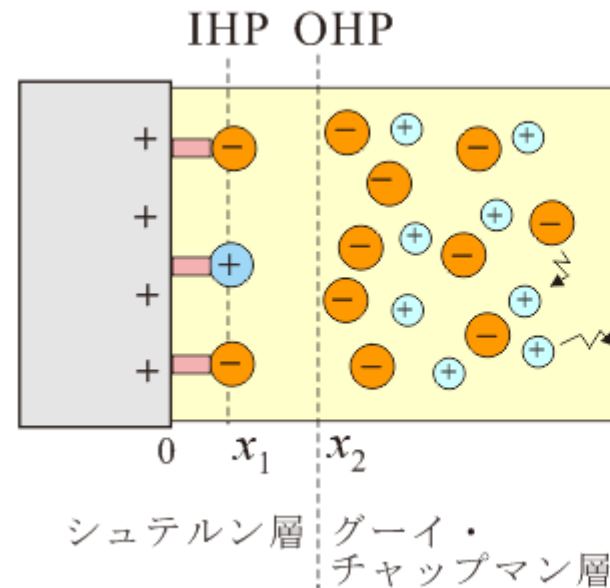 IHP OHP
+ − − + − +
+ −
+ + −
+ − + −
+ − + +
− +
+ − − +
0 x₁ x₂
シュテルン層 グーイ・
チャップマン層